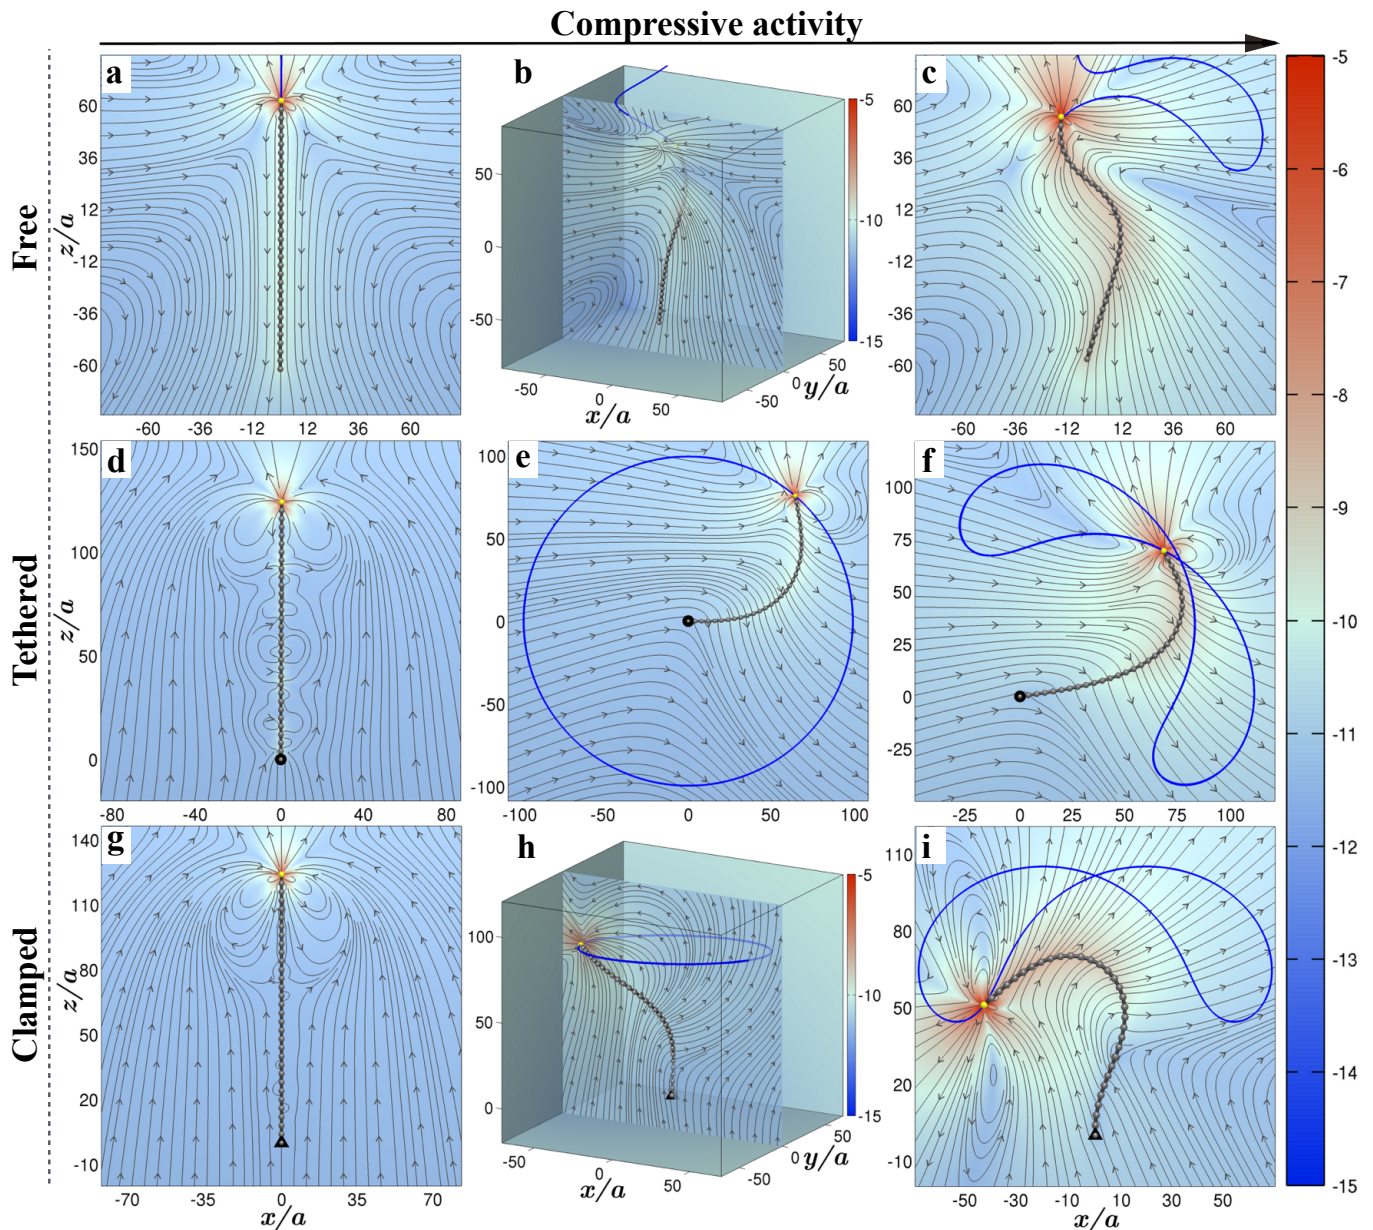 Compressive activity
Free
Tethered
Clamped
a
z/a
60
36
12
-12
-36
-60
-60 -36 -12 12 36 60
b
50
0
-50
-50 0 50
x/a
-50 0 50
y/a
-5
-10
-15
c
60
36
12
-12
-36
-60
-60 -36 -12 12 36 60
d
z/a
150
100
50
0
-80 -40 0 40 80
e
100
50
0
-50
-100
-100 -50 0 50 100
f
100
75
50
25
0
-25
-25 0 25 50 75 100
g
z/a
140
110
80
50
20
-10
-70 -35 0 35 70
x/a
h
100
50
0
-50 0 50
x/a
-50 0 50
y/a
-5
-10
-15
i
110
80
50
20
-10
-50 -30 -10 10 30 50
x/a
-5
-6
-7
-8
-9
-10
-11
-12
-13
-14
-15